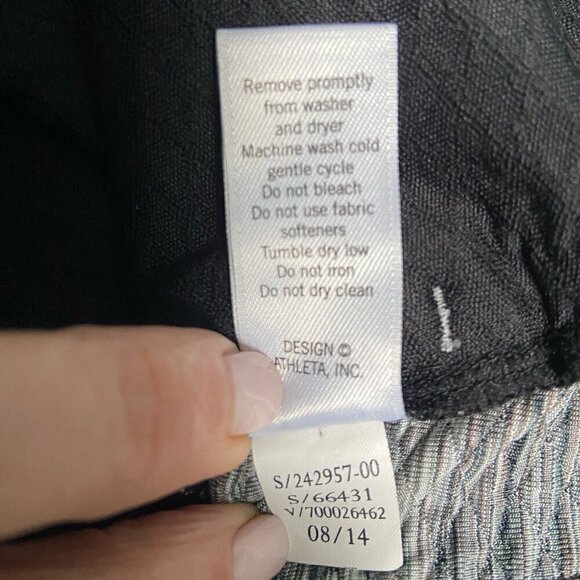 Remove promptly
from washer
and dryer
Machine wash cold
gentle cycle
Do not bleach
Do not use fabric
softeners
Tumble dry low
Do not iron
Do not dry clean
DESIGN ©
ATHLETA, INC.
S/242957-00
S/66431
V/700026462
08/14